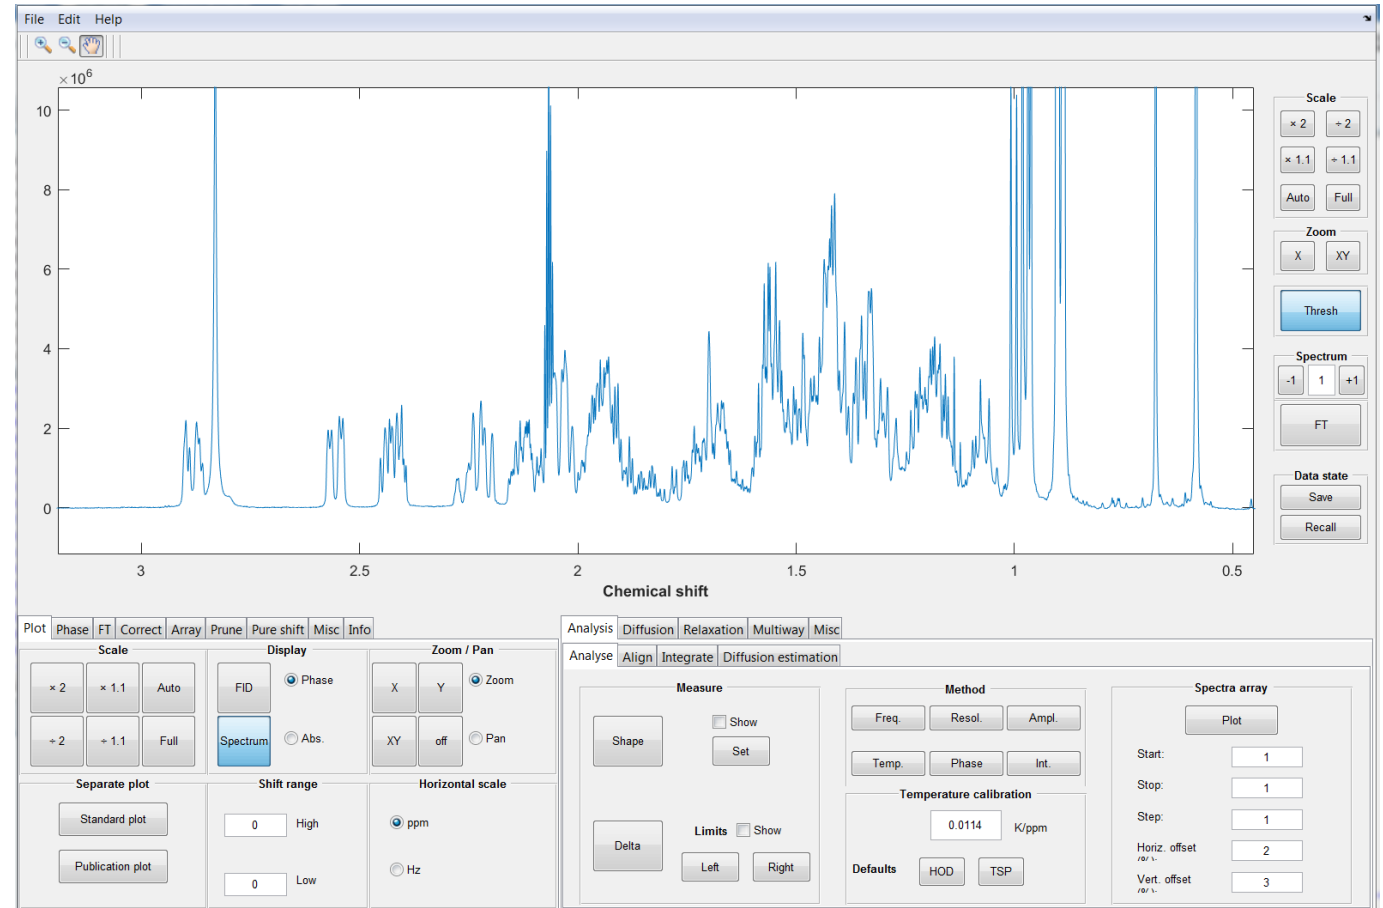 File Edit Help
×10⁶
10
8
6
4
2
0
3 2.5 2 1.5 1 0.5
Chemical shift
Scale
× 2 ÷ 2
× 1.1 ÷ 1.1
Auto Full
Zoom
X XY
Thresh
Spectrum
-1 1 +1
FT
Data state
Save
Recall
Plot Phase FT Correct Array Prune Pure shift Misc Info
Scale Display Zoom / Pan
× 2 × 1.1 Auto FID Phase X Y Zoom
÷ 2 ÷ 1.1 Full Spectrum Abs. XY off Pan
Separate plot Shift range Horizontal scale
Standard plot 0 High ppm
Publication plot 0 Low Hz
Analysis Diffusion Relaxation Multiway Misc
Analyse Align Integrate Diffusion estimation
Measure
Shape Show
Set
Delta Limits Show
Left Right
Method
Freq. Resol. Ampl.
Temp. Phase Int.
Temperature calibration
0.0114 K/ppm
Defaults HOD TSP
Spectra array
Plot
Start: 1
Stop: 1
Step: 1
Horiz. offset 2
Vert. offset 3